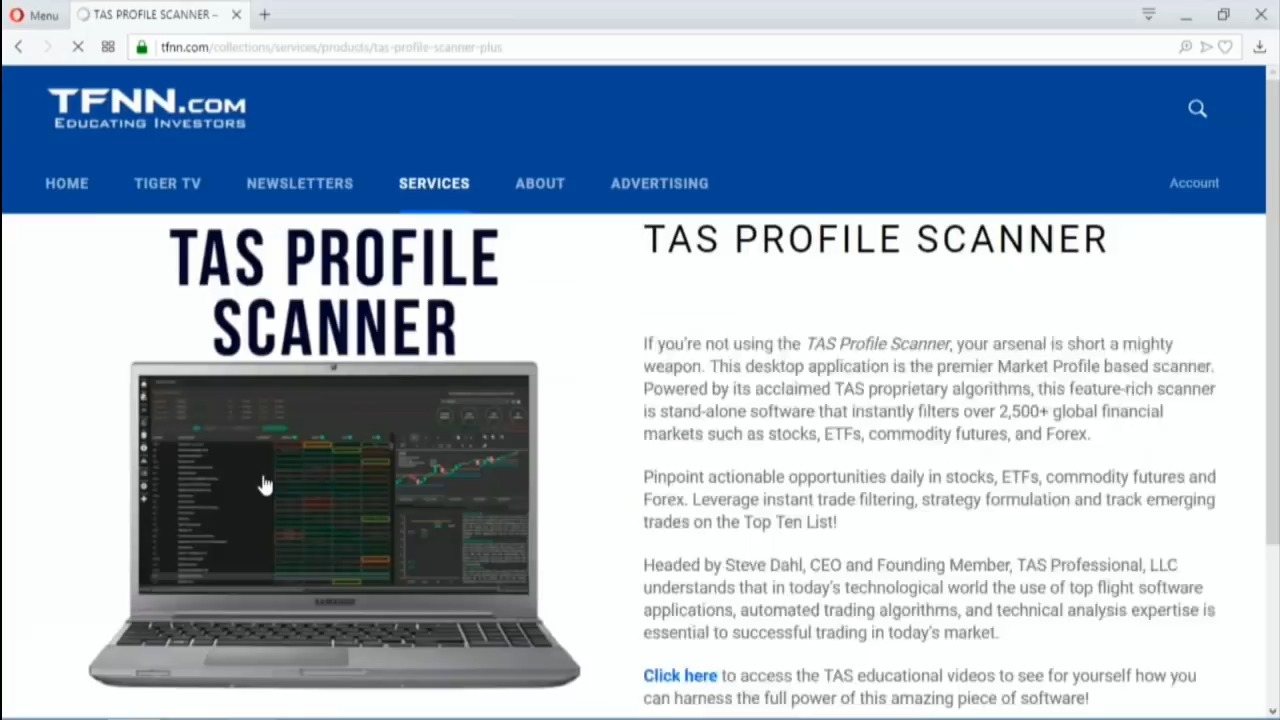 Menu
TAS PROFILE SCANNER –
tfnn.com/collections/services/products/tas-profile-scanner-plus
TFNN.COM
EDUCATING INVESTORS
HOME TIGER TV NEWSLETTERS SERVICES ABOUT ADVERTISING Account
TAS PROFILE
SCANNER
TAS PROFILE SCANNER
If you're not using the TAS Profile Scanner, your arsenal is short a mighty
weapon. This desktop application is the premier Market Profile based scanner.
Powered by its acclaimed TAS proprietary algorithms, this feature-rich scanner
is stand-alone software that instantly filters over 2,500+ global financial
markets such as stocks, ETFs, commodity futures, and Forex.
Pinpoint actionable opportunities daily in stocks, ETFs, commodity futures and
Forex. Leverage instant trade filtering, strategy formulation and track emerging
trades on the Top Ten List!
Headed by Steve Dahl, CEO and Founding Member, TAS Professional, LLC
understands that in today's technological world the use of top flight software
applications, automated trading algorithms, and technical analysis expertise is
essential to successful trading in today's market.
Click here to access the TAS educational videos to see for yourself how you
can harness the full power of this amazing piece of software!